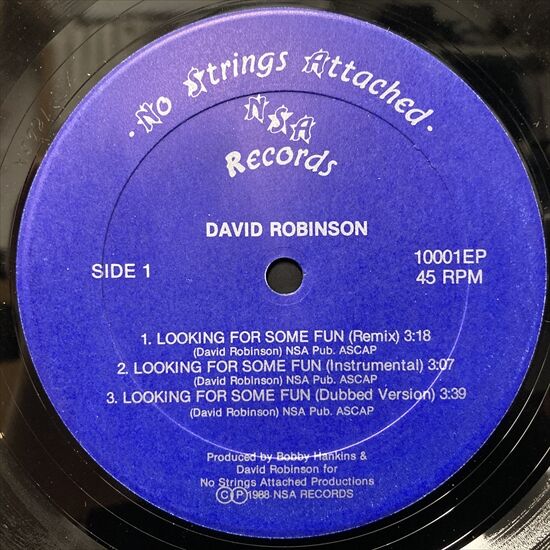 · No Strings Attached ·
NSA
Records
DAVID ROBINSON
SIDE 1
10001EP
45 RPM
1. LOOKING FOR SOME FUN (Remix) 3:18
(David Robinson) NSA Pub. ASCAP
2. LOOKING FOR SOME FUN (Instrumental) 3:07
(David Robinson) NSA Pub. ASCAP
3. LOOKING FOR SOME FUN (Dubbed Version) 3:39
(David Robinson) NSA Pub. ASCAP
Produced by Bobby Hankins &
David Robinson for
No Strings Attached Productions
Ⓒ Ⓟ 1988 NSA RECORDS